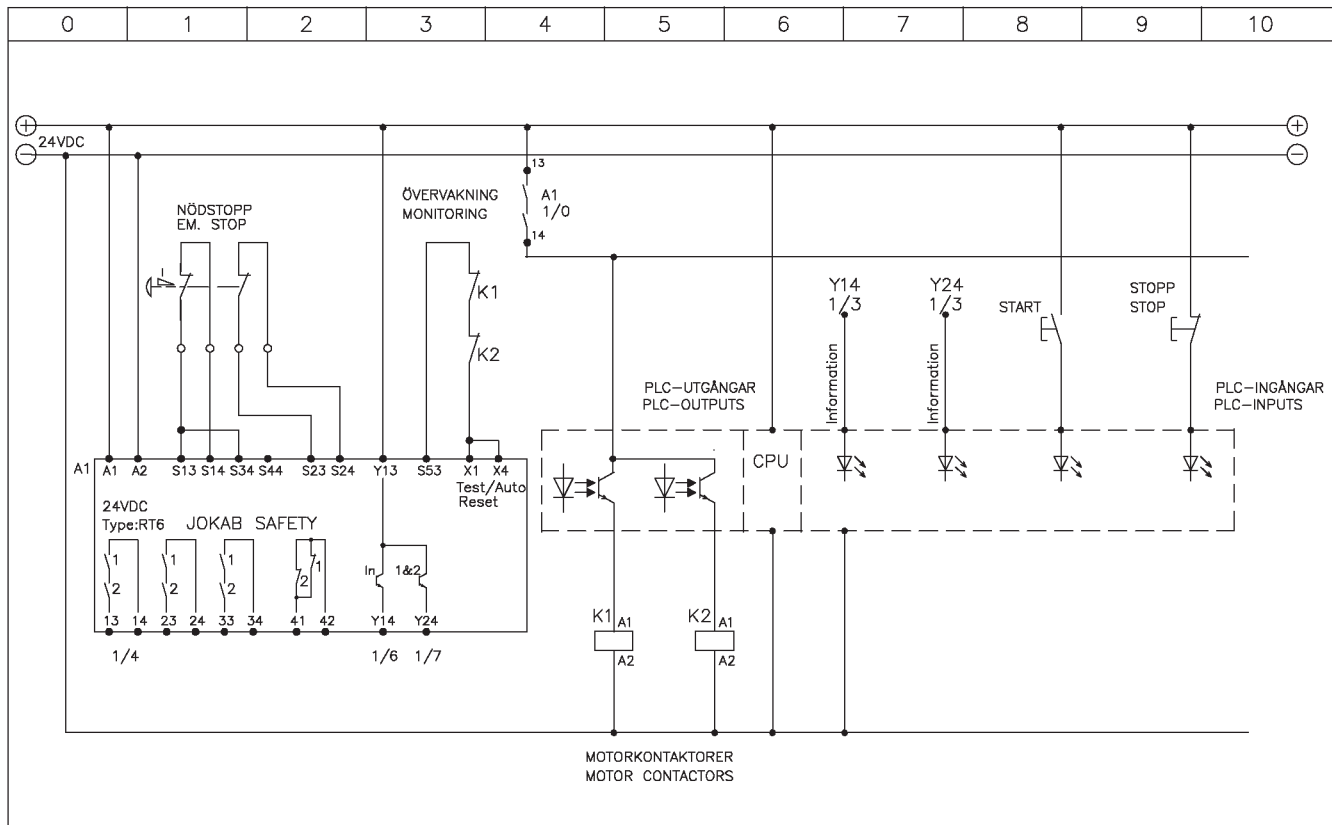 0 1 2 3 4 5 6 7 8 9 10
+ +
24VDC
− −
13
ÖVERVAKNING
MONITORING
A1
1/0
14
NÖDSTOPP
EM. STOP
K1
K2
Y14
1/3
Y24
1/3
START
STOPP
STOP
Information
Information
PLC-UTGÅNGAR
PLC-OUTPUTS
PLC-INGÅNGAR
PLC-INPUTS
CPU
A1 A1 A2 S13 S14 S34 S44 S23 S24 Y13 S53 X1 X4
Test/Auto
Reset
24VDC
Type:RT6 JOKAB SAFETY
1 1 1 2 1
2 2 2
In 1&2
13 14 23 24 33 34 41 42 Y14 Y24
1/4 1/6 1/7
K1 A1 K2 A1
A2 A2
MOTORKONTAKTORER
MOTOR CONTACTORS